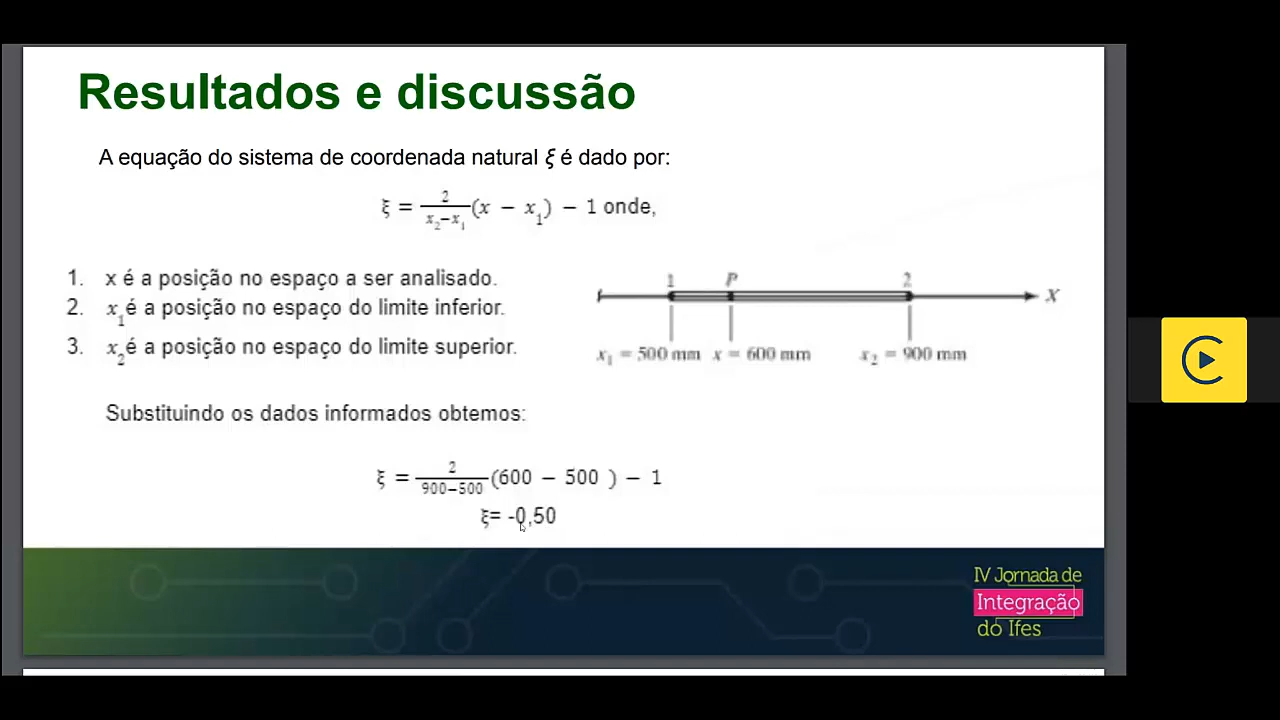 Resultados e discussão
A equação do sistema de coordenada natural ξ é dado por:
ξ = 2/(x₂−x₁) (x − x₁) − 1 onde,
1. x é a posição no espaço a ser analisado.
2. x₁é a posição no espaço do limite inferior.
3. x₂é a posição no espaço do limite superior.
1 P 2
X
x₁ = 500 mm x = 600 mm x₂ = 900 mm
Substituindo os dados informados obtemos:
ξ = 2/(900−500) (600 − 500 ) − 1
ξ= -0,50
IV Jornada de
Integração
do Ifes